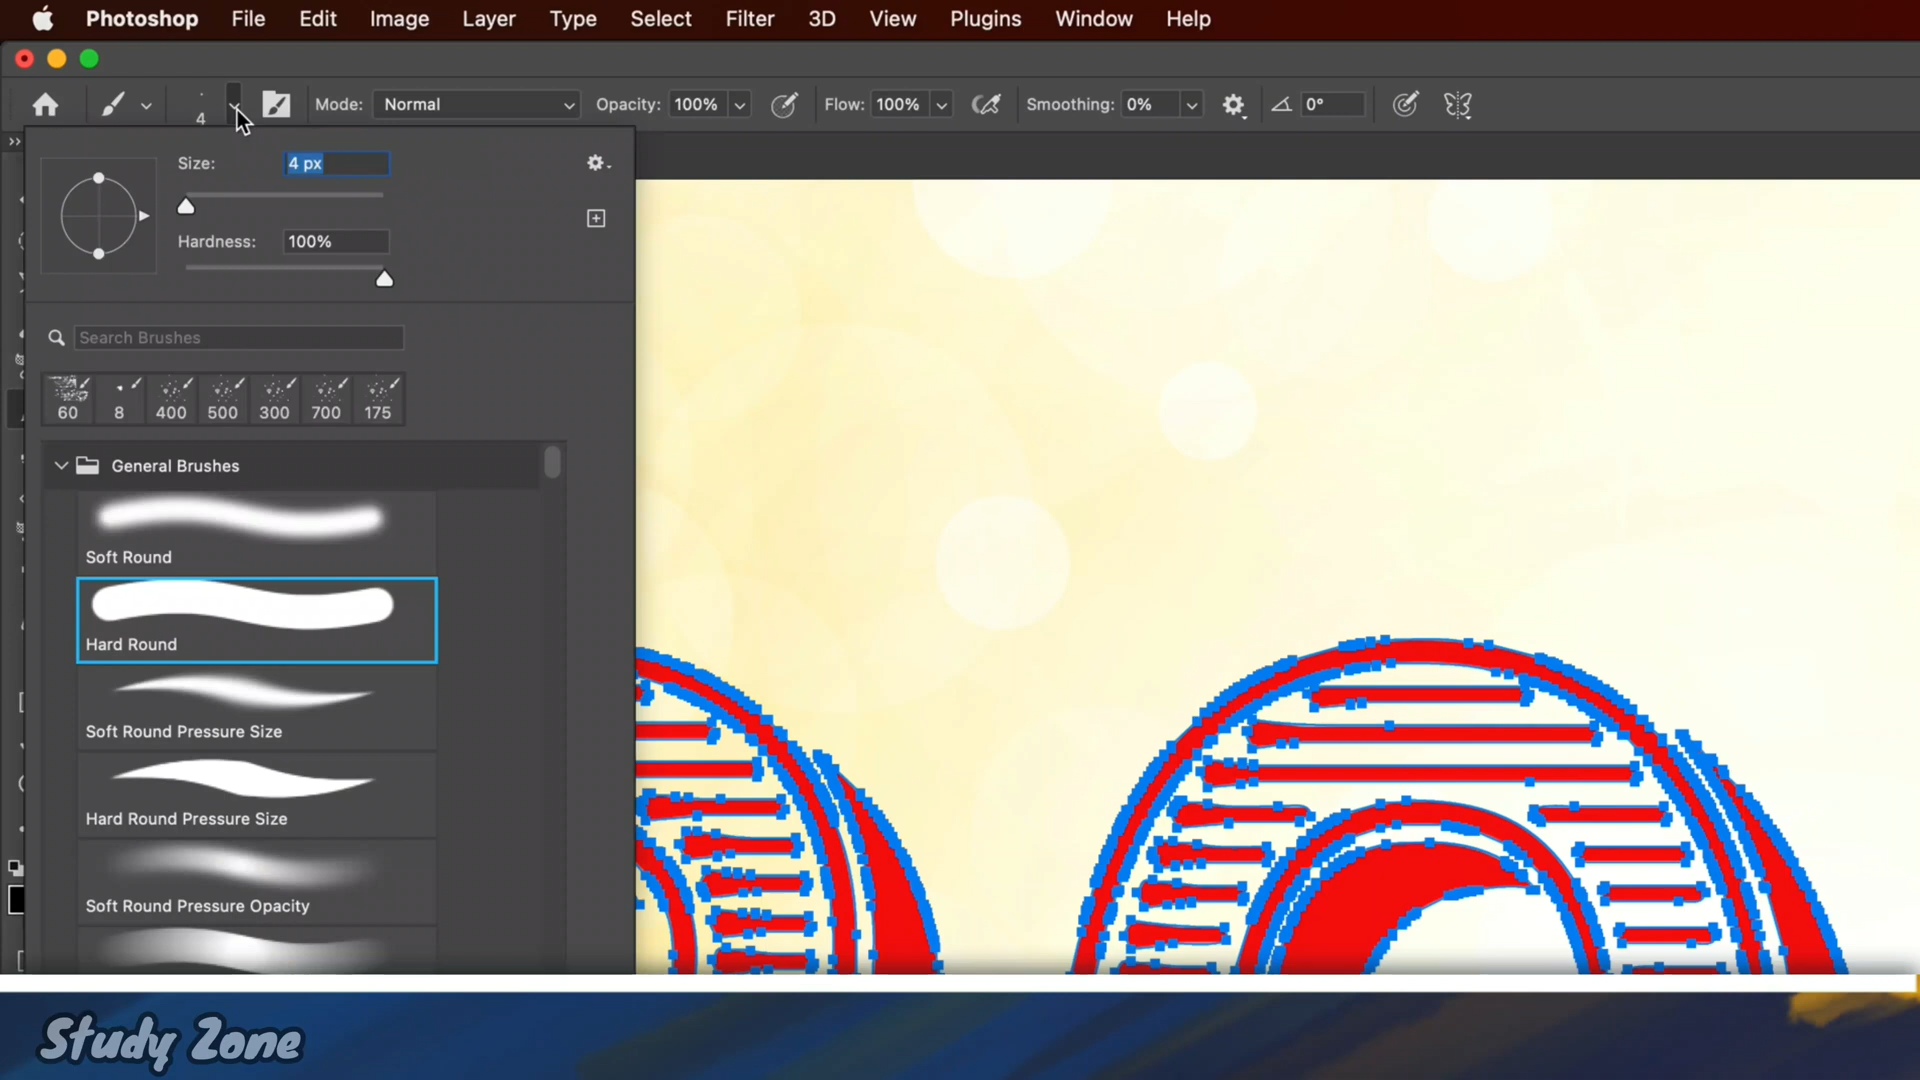 Photoshop File Edit Image Layer Type Select Filter 3D View Plugins Window Help
4 Mode: Normal Opacity: 100% Flow: 100% Smoothing: 0% 0°
Size: 4 px
Hardness: 100%
Search Brushes
60 8 400 500 300 700 175
General Brushes
Soft Round
Hard Round
Soft Round Pressure Size
Hard Round Pressure Size
Soft Round Pressure Opacity
Study Zone